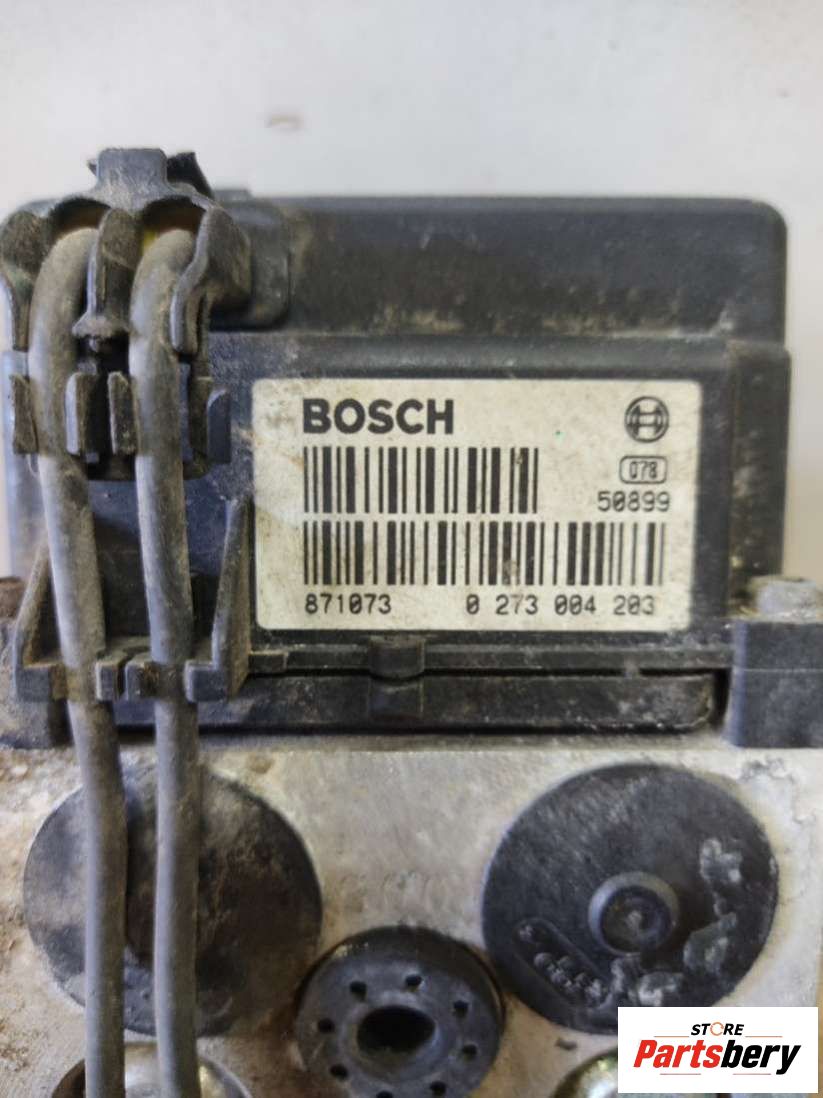 BOSCH
078
50899
871073 0 273 004 203
STORE
Partsbery